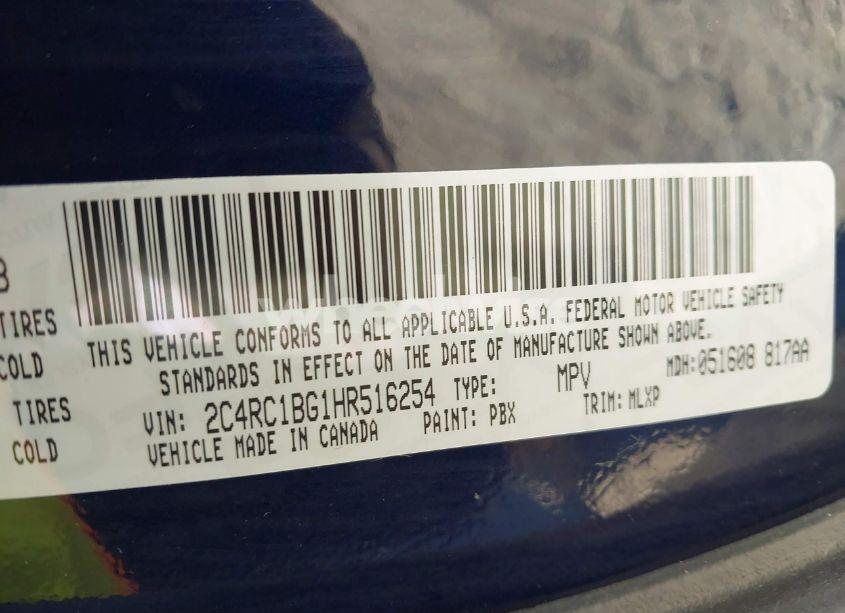 THIS VEHICLE CONFORMS TO ALL APPLICABLE U.S.A. FEDERAL MOTOR VEHICLE SAFETY
STANDARDS IN EFFECT ON THE DATE OF MANUFACTURE SHOWN ABOVE.
TIRES
COLD
TIRES
COLD
VIN: 2C4RC1BG1HR516254 TYPE: MPV MDH:051608 817AA
VEHICLE MADE IN CANADA PAINT: PBX TRIM: MLXP